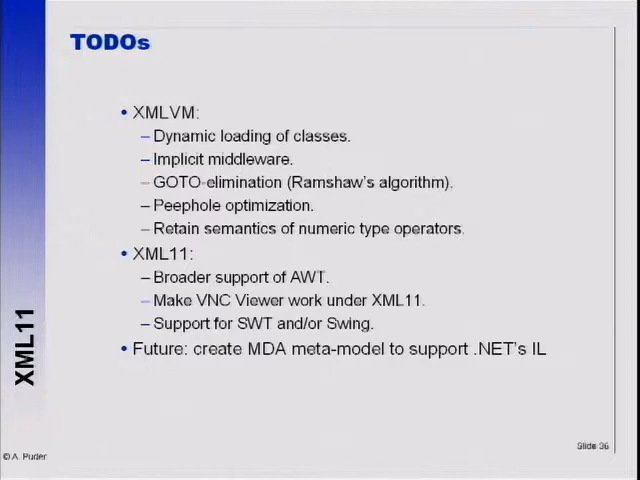 TODOs
• XMLVM:
– Dynamic loading of classes.
– Implicit middleware.
– GOTO-elimination (Ramshaw's algorithm).
– Peephole optimization.
– Retain semantics of numeric type operators.
• XML11:
– Broader support of AWT.
– Make VNC Viewer work under XML11.
– Support for SWT and/or Swing.
• Future: create MDA meta-model to support .NET's IL
XML11
Slide 36
© A. Puder